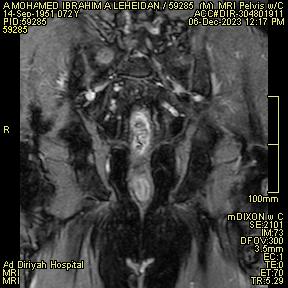 A MOHAMED IBRAHIM A LEHEIDAN / 59285 (M), MRI Pelvis w/C
14-Sep-1951 072Y ACC#DIR-304801911
PID:59285 06-Dec-2023 12:17 PM
59285
R
100mm
mDIXON w C
SE:2101
IM:73
DFOV:300
3.5mm
EC:1
Ad Diriyah Hospital TE:0
MRI ET:70
MRI TR:5.29